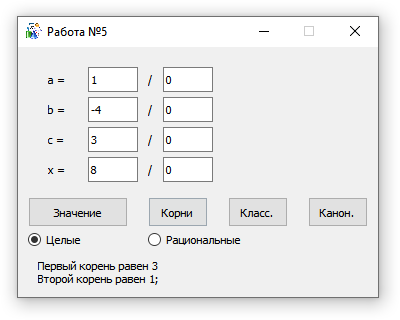 Работа №5
a = 1 / 0
b = -4 / 0
c = 3 / 0
x = 8 / 0
Значение Корни Класс. Канон.
Целые Рациональные
Первый корень равен 3
Второй корень равен 1;